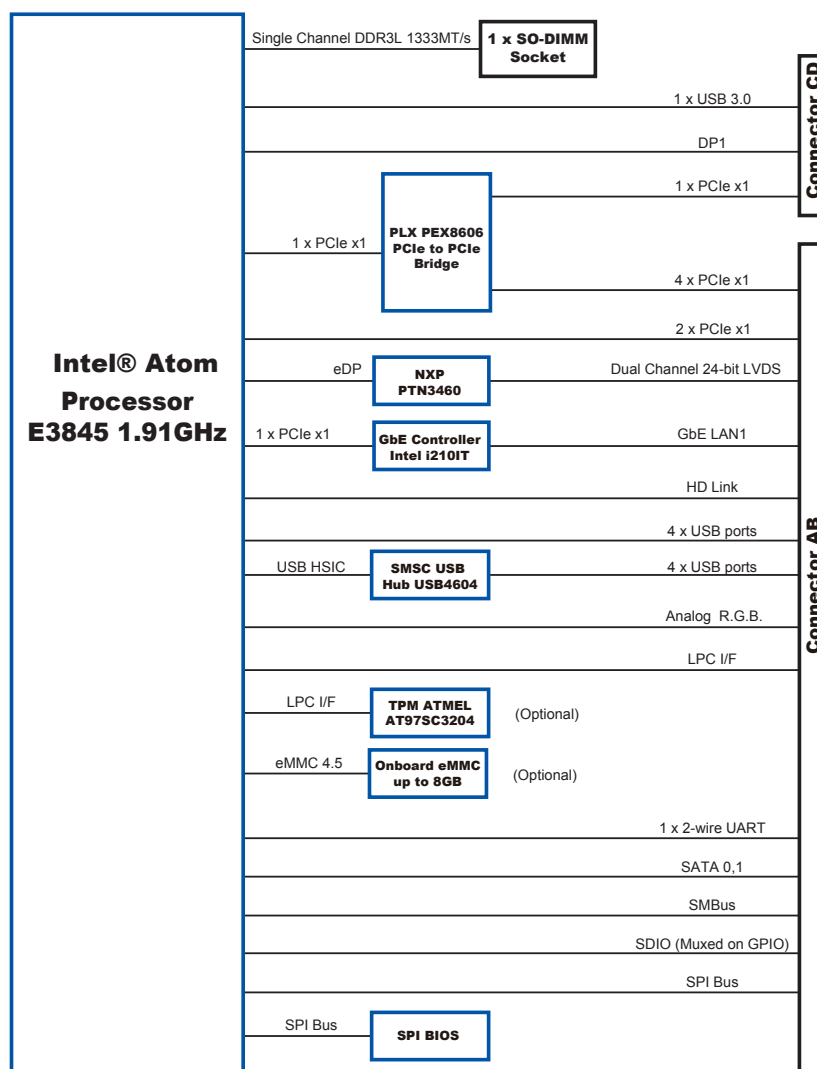 Single Channel DDR3L 1333MT/s
1 x SO-DIMM
Socket
1 x USB 3.0
DP1
1 x PCIe x1
Connector CD
1 x PCIe x1
PLX PEX8606
PCIe to PCIe
Bridge
4 x PCIe x1
2 x PCIe x1
Intel® Atom
Processor
E3845 1.91GHz
eDP
NXP
PTN3460
Dual Channel 24-bit LVDS
1 x PCIe x1
GbE Controller
Intel i210IT
GbE LAN1
HD Link
4 x USB ports
USB HSIC
SMSC USB
Hub USB4604
4 x USB ports
Analog R.G.B.
Connector AB
LPC I/F
LPC I/F
TPM ATMEL
AT97SC3204
(Optional)
eMMC 4.5
Onboard eMMC
up to 8GB
(Optional)
1 x 2-wire UART
SATA 0,1
SMBus
SDIO (Muxed on GPIO)
SPI Bus
SPI Bus
SPI BIOS